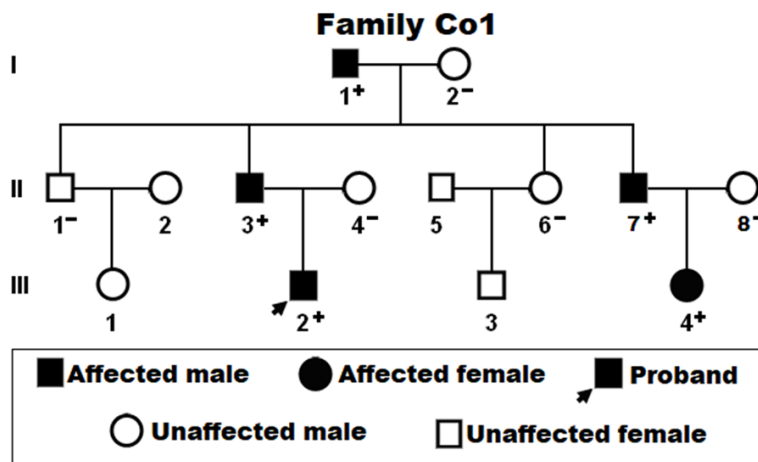 Family Co1
I
1+ 2-
II
1- 2 3+ 4- 5 6- 7+ 8-
III
1 2+ 3 4+
Affected male Affected female Proband
Unaffected male Unaffected female